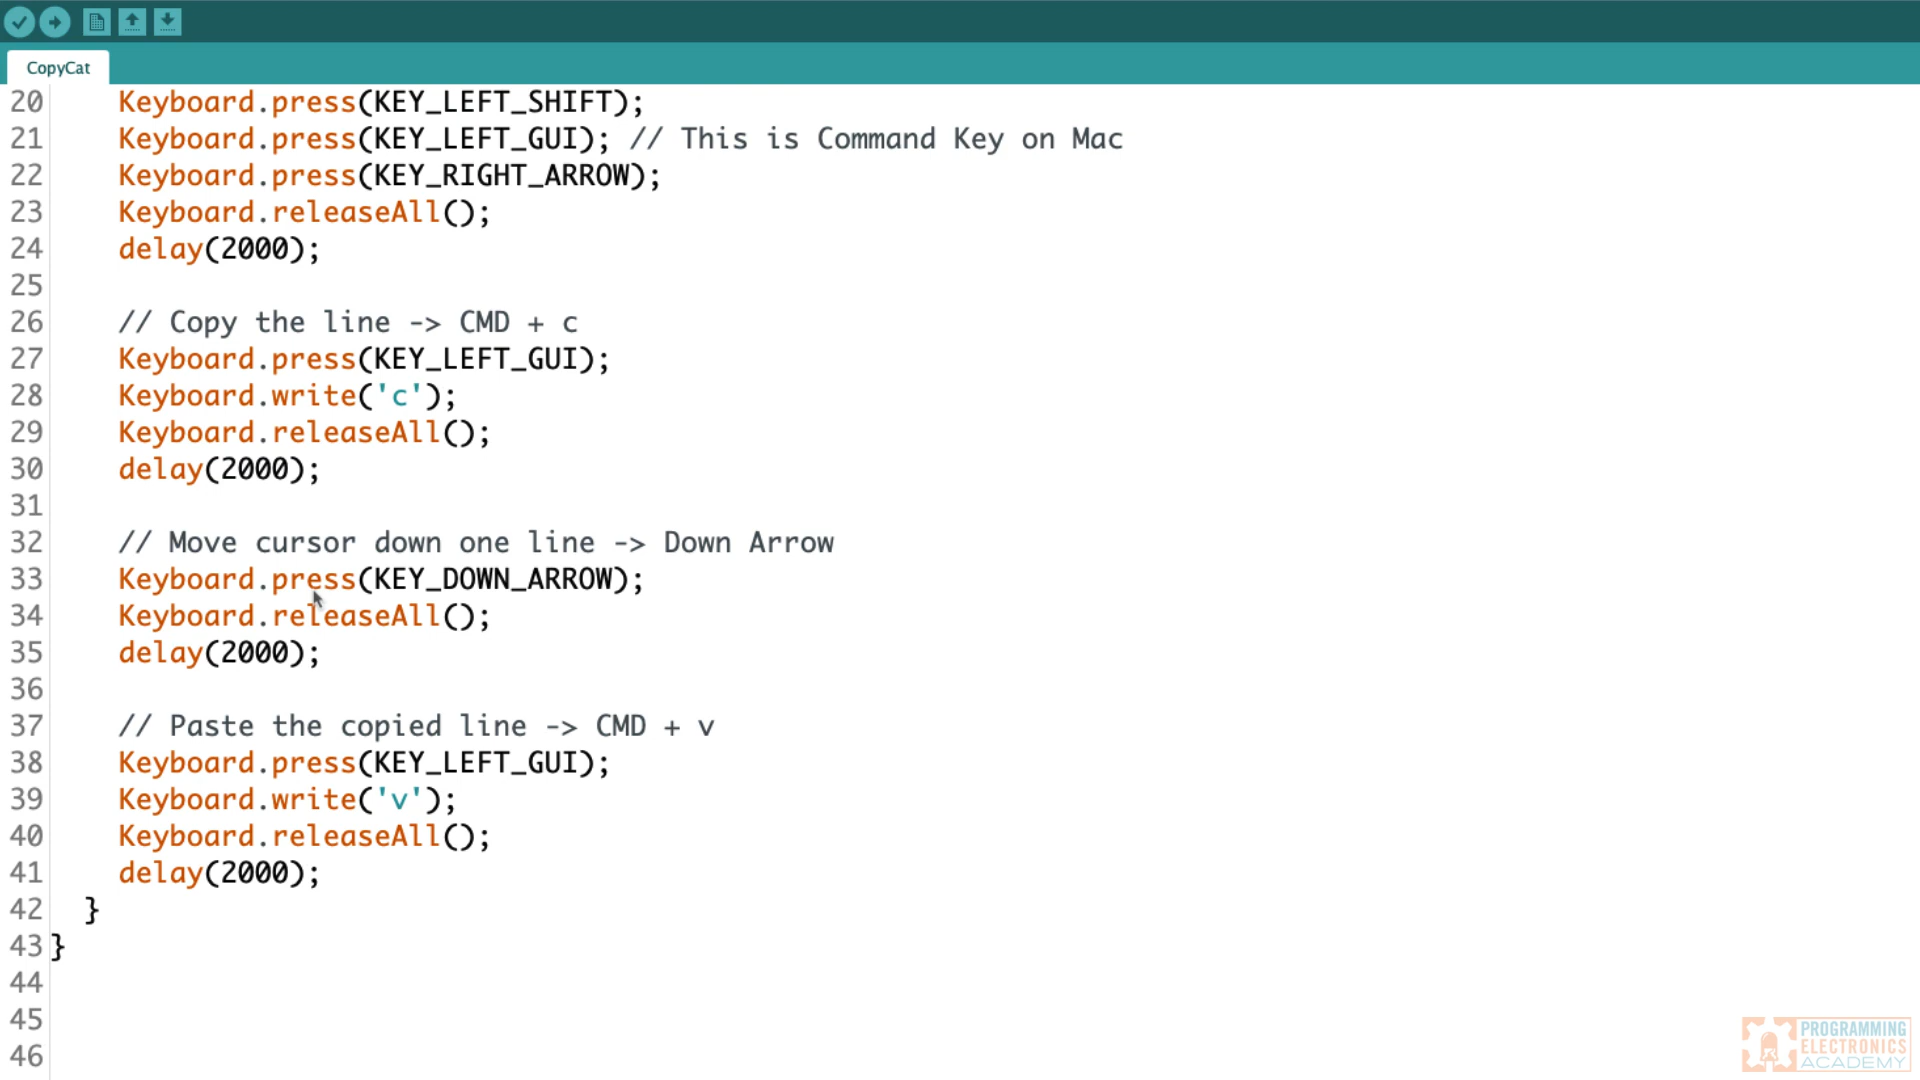 CopyCat
20 Keyboard.press(KEY_LEFT_SHIFT);
21 Keyboard.press(KEY_LEFT_GUI); // This is Command Key on Mac
22 Keyboard.press(KEY_RIGHT_ARROW);
23 Keyboard.releaseAll();
24 delay(2000);
25
26 // Copy the line -> CMD + c
27 Keyboard.press(KEY_LEFT_GUI);
28 Keyboard.write('c');
29 Keyboard.releaseAll();
30 delay(2000);
31
32 // Move cursor down one line -> Down Arrow
33 Keyboard.press(KEY_DOWN_ARROW);
34 Keyboard.releaseAll();
35 delay(2000);
36
37 // Paste the copied line -> CMD + v
38 Keyboard.press(KEY_LEFT_GUI);
39 Keyboard.write('v');
40 Keyboard.releaseAll();
41 delay(2000);
42 }
43 }
44
45
46
PROGRAMMING
ELECTRONICS
ACADEMY